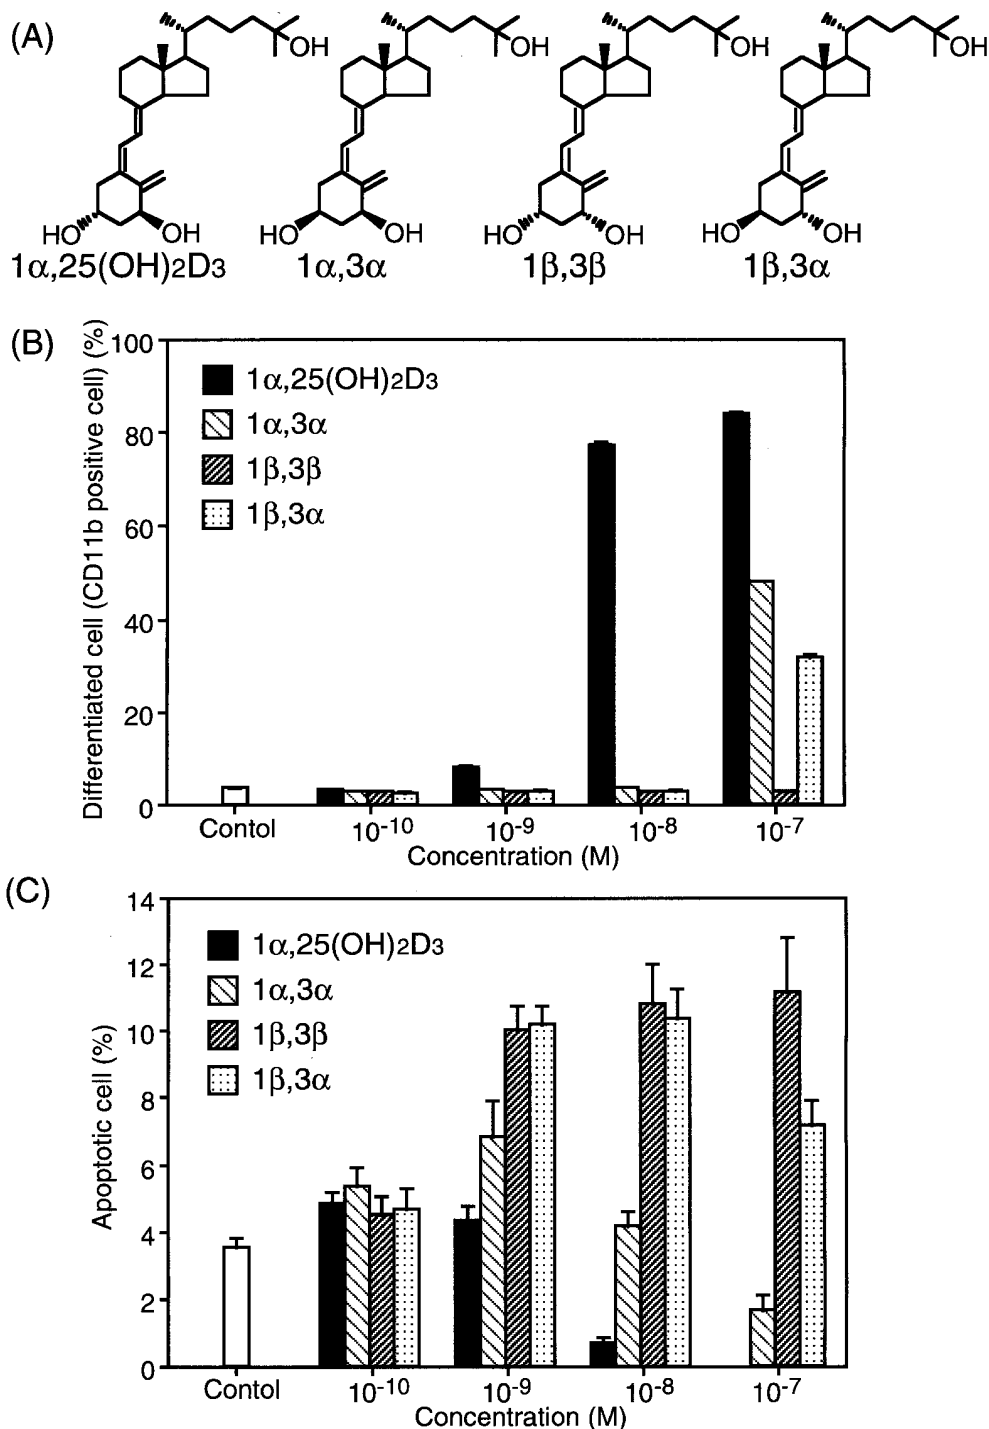 (A)
OH OH OH OH
HO OH HO OH HO OH HO OH
1α,25(OH)2D3 1α,3α 1β,3β 1β,3α
(B)
Differentiated cell (CD11b positive cell) (%)
100
80
60
40
20
0
1α,25(OH)2D3
1α,3α
1β,3β
1β,3α
Contol 10-10 10-9 10-8 10-7
Concentration (M)
(C)
Apoptotic cell (%)
14
12
10
8
6
4
2
0
1α,25(OH)2D3
1α,3α
1β,3β
1β,3α
Contol 10-10 10-9 10-8 10-7
Concentration (M)